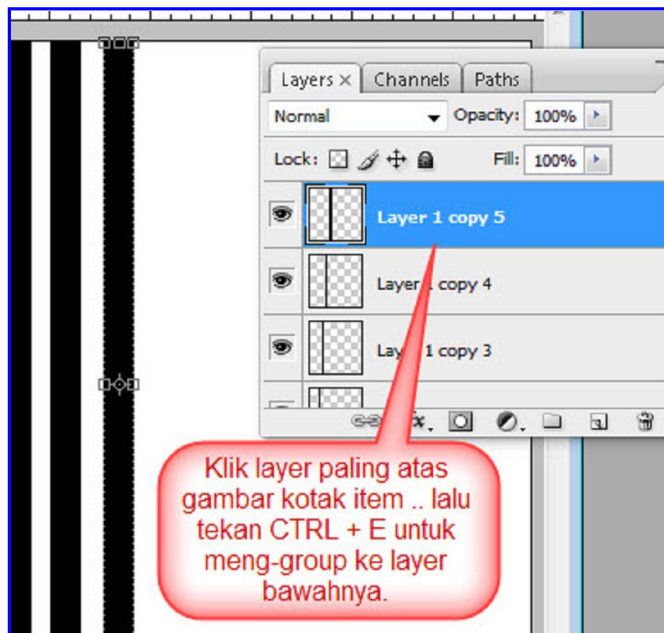 Layers × Channels Paths
Normal Opacity: 100%
Lock: Fill: 100%
Layer 1 copy 5
Layer 1 copy 4
Layer 1 copy 3
Klik layer paling atas
gambar kotak item .. lalu
tekan CTRL + E untuk
meng-group ke layer
bawahnya.